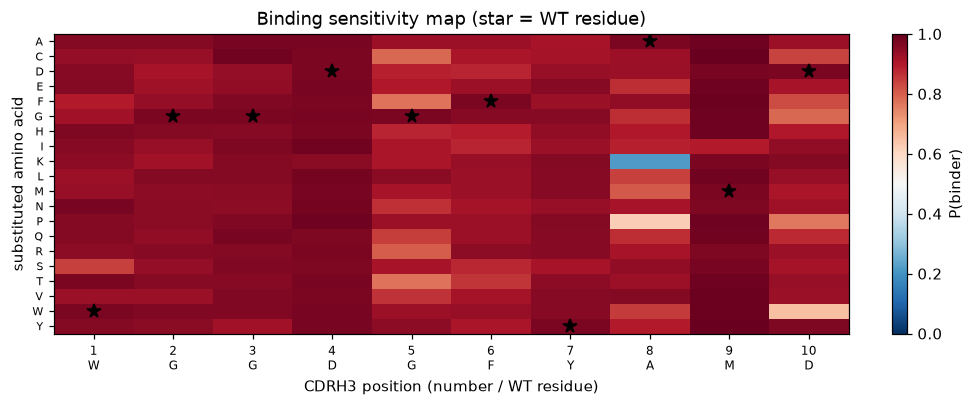 Binding sensitivity map (star = WT residue)
substituted amino acid
A
C
D
E
F
G
H
I
K
L
M
N
P
Q
R
S
T
V
W
Y
1 2 3 4 5 6 7 8 9 10
W G G D G F Y A M D
CDRH3 position (number / WT residue)
1.0
0.8
0.6
0.4
0.2
0.0
P(binder)